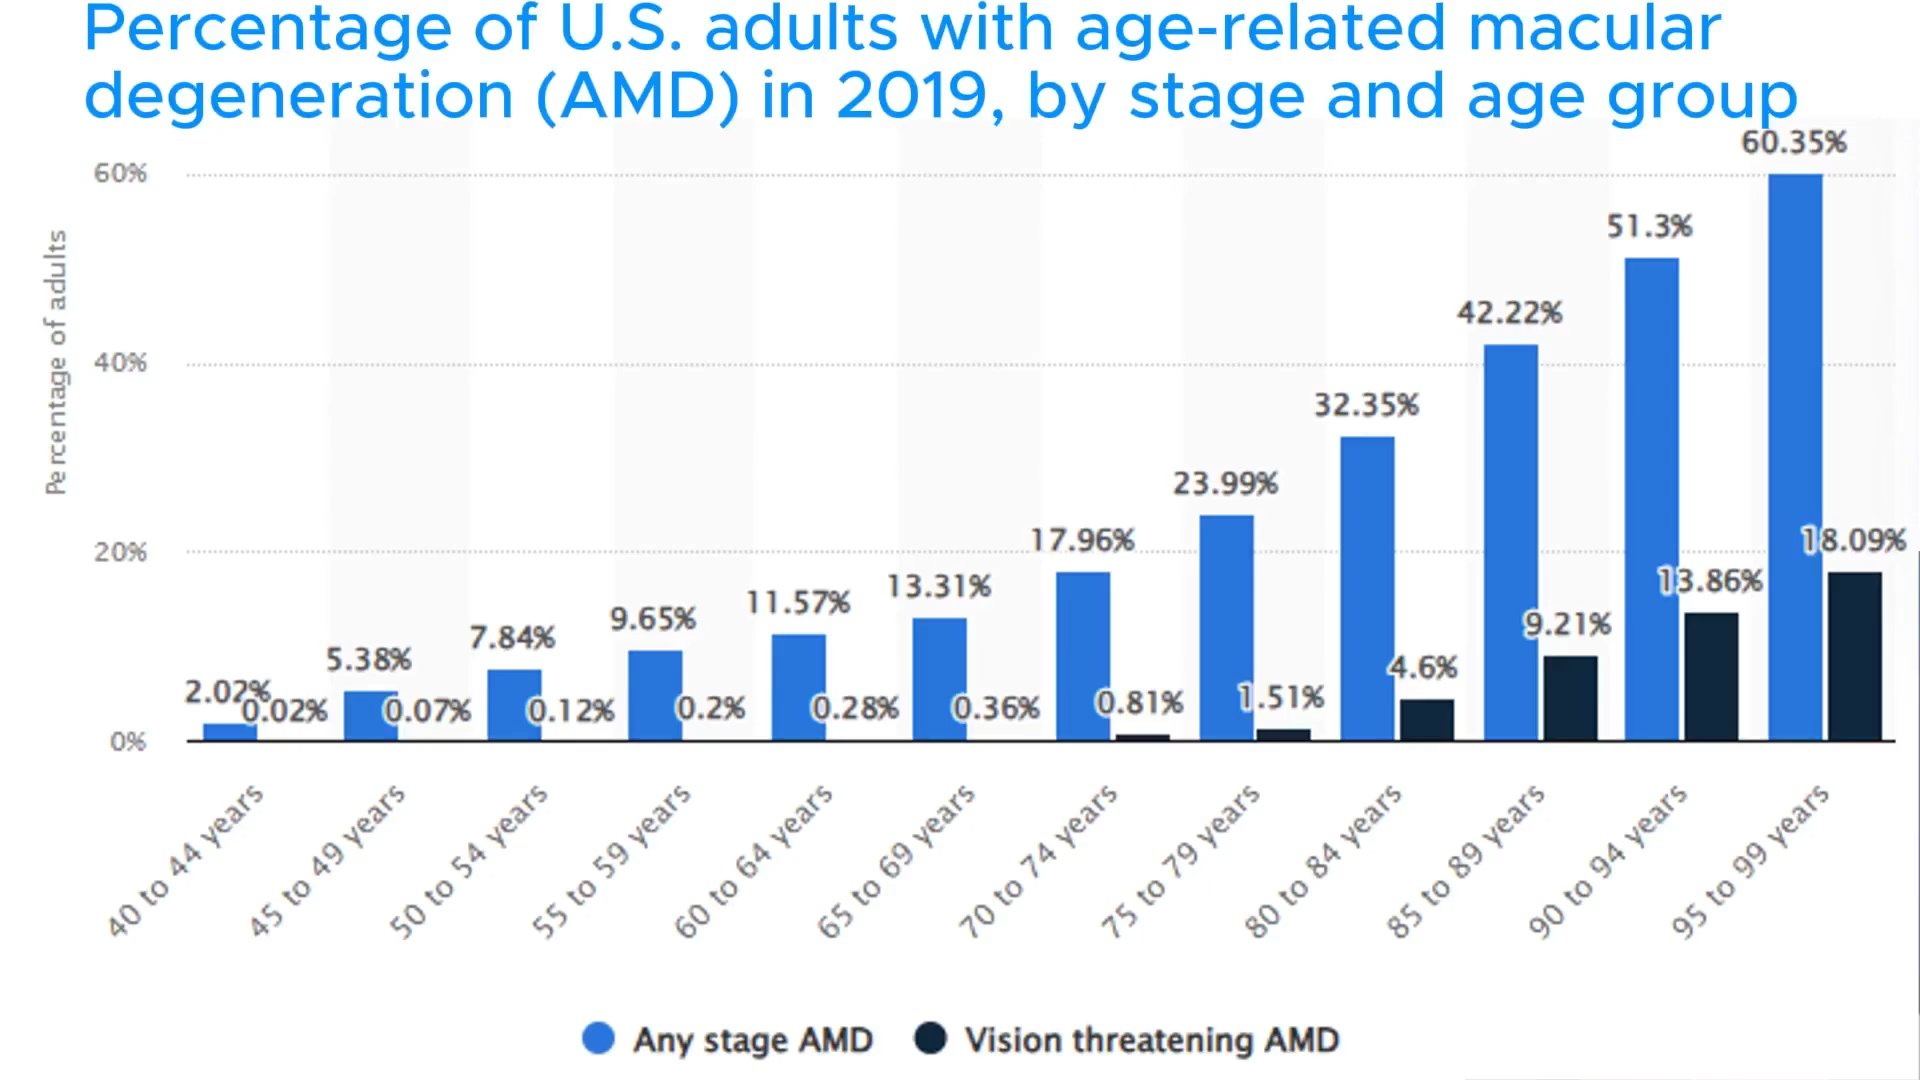 Percentage of U.S. adults with age-related macular
degeneration (AMD) in 2019, by stage and age group
Percentage of adults
60%
40%
20%
0%
2.02%
0.02%
5.38%
0.07%
7.84%
0.12%
9.65%
0.2%
11.57%
0.28%
13.31%
0.36%
17.96%
0.81%
23.99%
1.51%
32.35%
4.6%
42.22%
9.21%
51.3%
13.86%
60.35%
18.09%
40 to 44 years
45 to 49 years
50 to 54 years
55 to 59 years
60 to 64 years
65 to 69 years
70 to 74 years
75 to 79 years
80 to 84 years
85 to 89 years
90 to 94 years
95 to 99 years
Any stage AMD
Vision threatening AMD